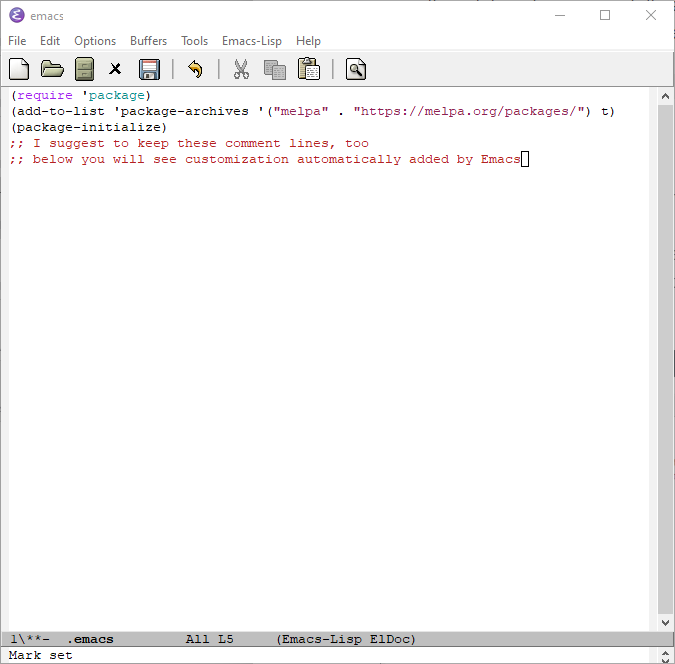 emacs
File Edit Options Buffers Tools Emacs-Lisp Help
(require 'package)
(add-to-list 'package-archives '("melpa" . "https://melpa.org/packages/") t)
(package-initialize)
;; I suggest to keep these comment lines, too
;; below you will see customization automatically added by Emacs
1\**- .emacs All L5 (Emacs-Lisp ElDoc)
Mark set